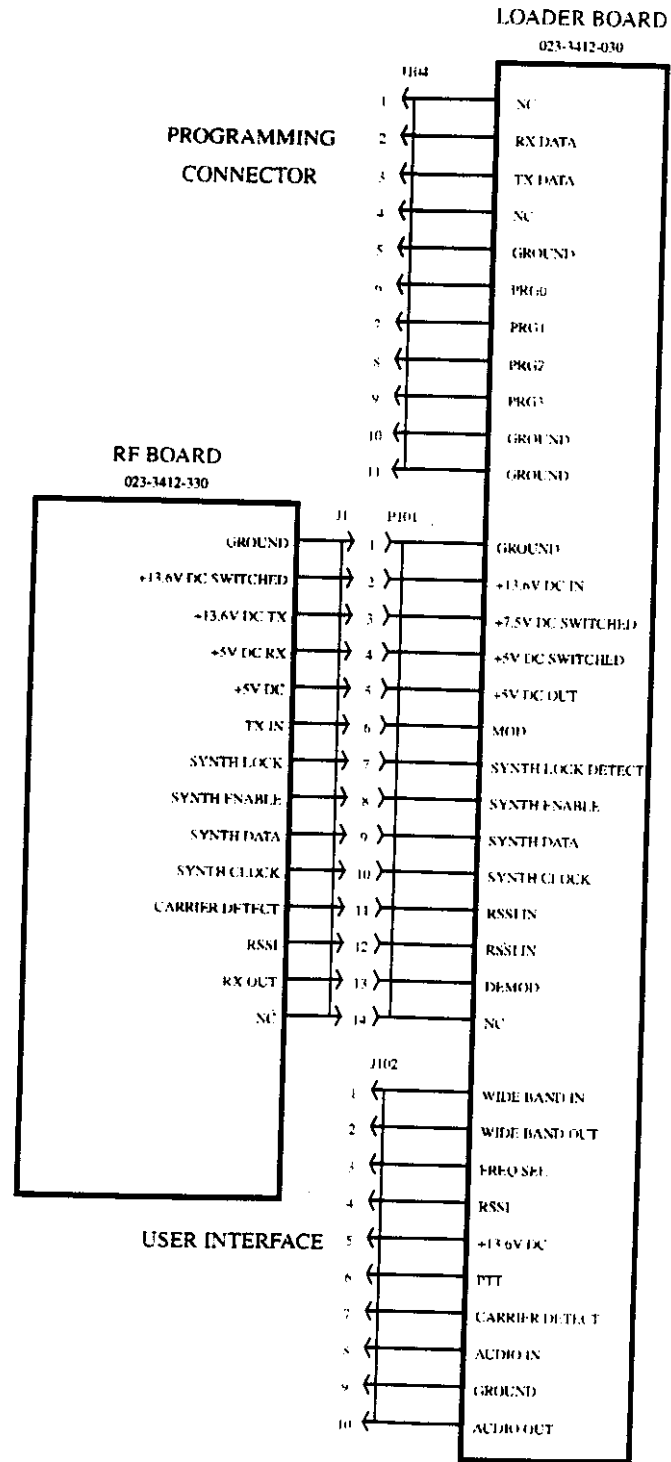 LOADER BOARD
023-3412-030
J104
PROGRAMMING
CONNECTOR
1 NC
2 RX DATA
3 TX DATA
4 NC
5 GROUND
6 PRG0
7 PRG1
8 PRG2
9 PRG3
10 GROUND
11 GROUND
RF BOARD
023-3412-330
J1 P101
GROUND 1 GROUND
+13.6V DC SWITCHED 2 +13.6V DC IN
+13.6V DC TX 3 +7.5V DC SWITCHED
+5V DC RX 4 +5V DC SWITCHED
+5V DC 5 +5V DC OUT
TX IN 6 MOD
SYNTH LOCK 7 SYNTH LOCK DETECT
SYNTH ENABLE 8 SYNTH ENABLE
SYNTH DATA 9 SYNTH DATA
SYNTH CLOCK 10 SYNTH CLOCK
CARRIER DETECT 11 RSSI IN
RSSI 12 RSSI IN
RX OUT 13 DEMOD
NC 14 NC
J102
1 WIDE BAND IN
2 WIDE BAND OUT
3 FREQ SEL
4 RSSI
USER INTERFACE
5 +13.6V DC
6 PTT
7 CARRIER DETECT
8 AUDIO IN
9 GROUND
10 AUDIO OUT